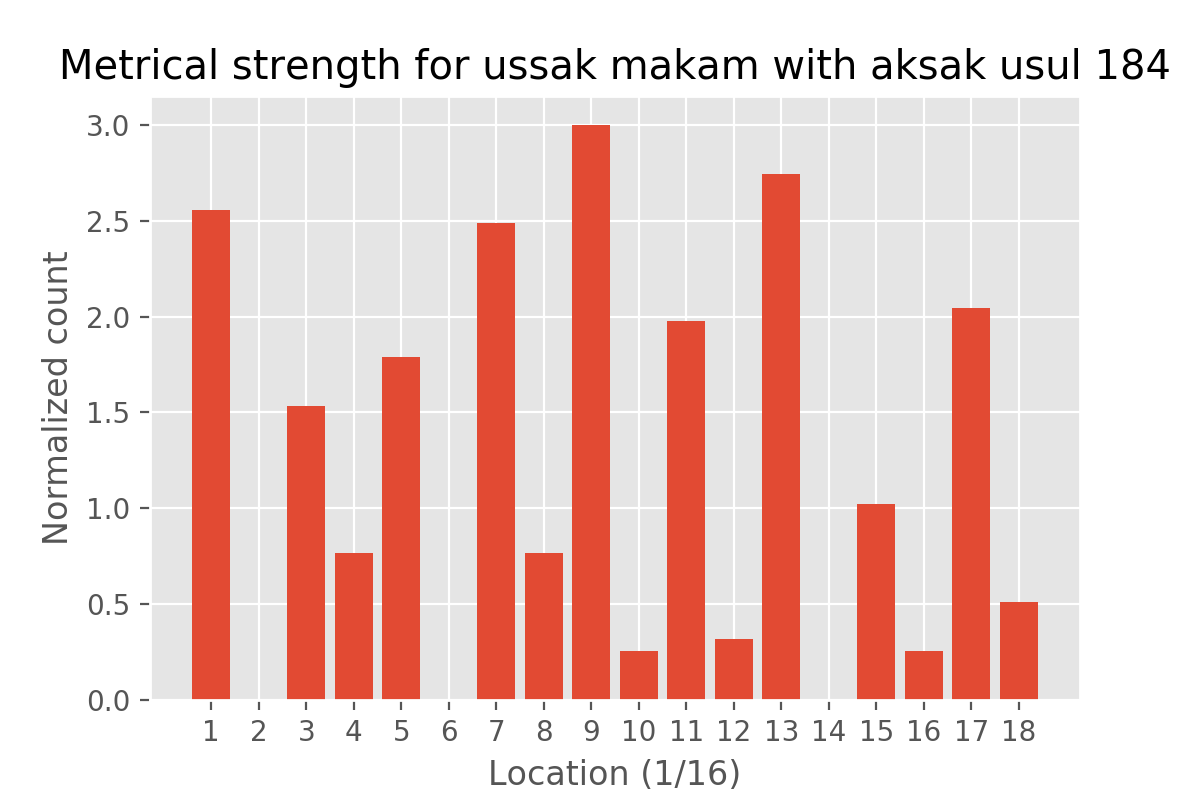 Metrical strength for ussak makam with aksak usul 184
Normalized count
3.0
2.5
2.0
1.5
1.0
0.5
0.0
1 2 3 4 5 6 7 8 9 10 11 12 13 14 15 16 17 18
Location (1/16)